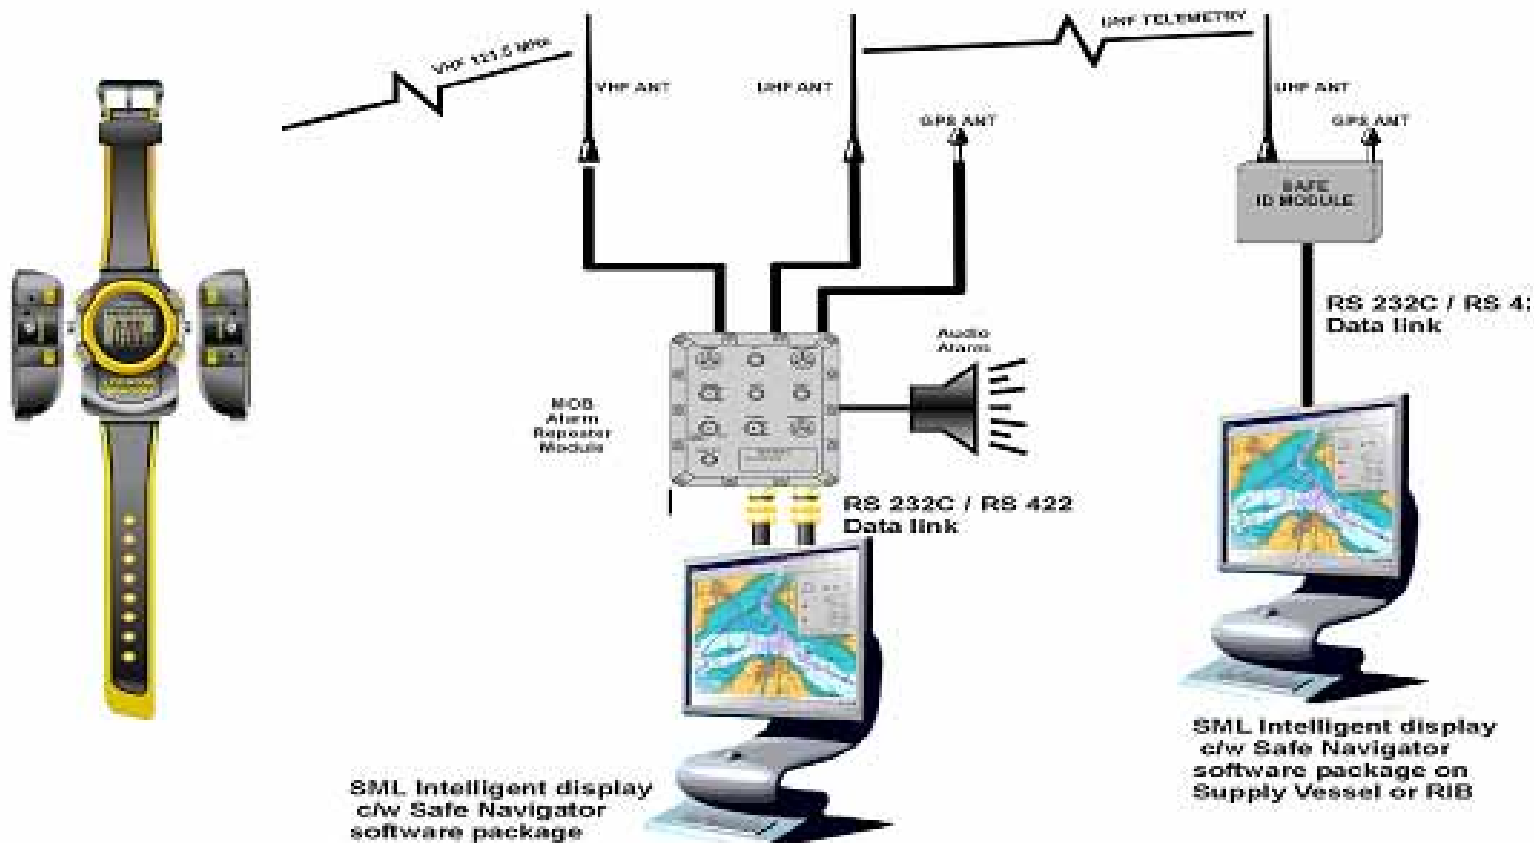 VHF 121.5 MHz
UHF TELEMETRY
VHF ANT
UHF ANT
GPS ANT
UHF ANT
GPS ANT
SAFE
ID MODULE
RS 232C / RS 4
Data link
Audio
Alarm
MOB
Alarm
Repeater
Module
RS 232C / RS 422
Data link
SML Intelligent display
c/w Safe Navigator
software package on
Supply Vessel or RIB
SML Intelligent display
c/w Safe Navigator
software package